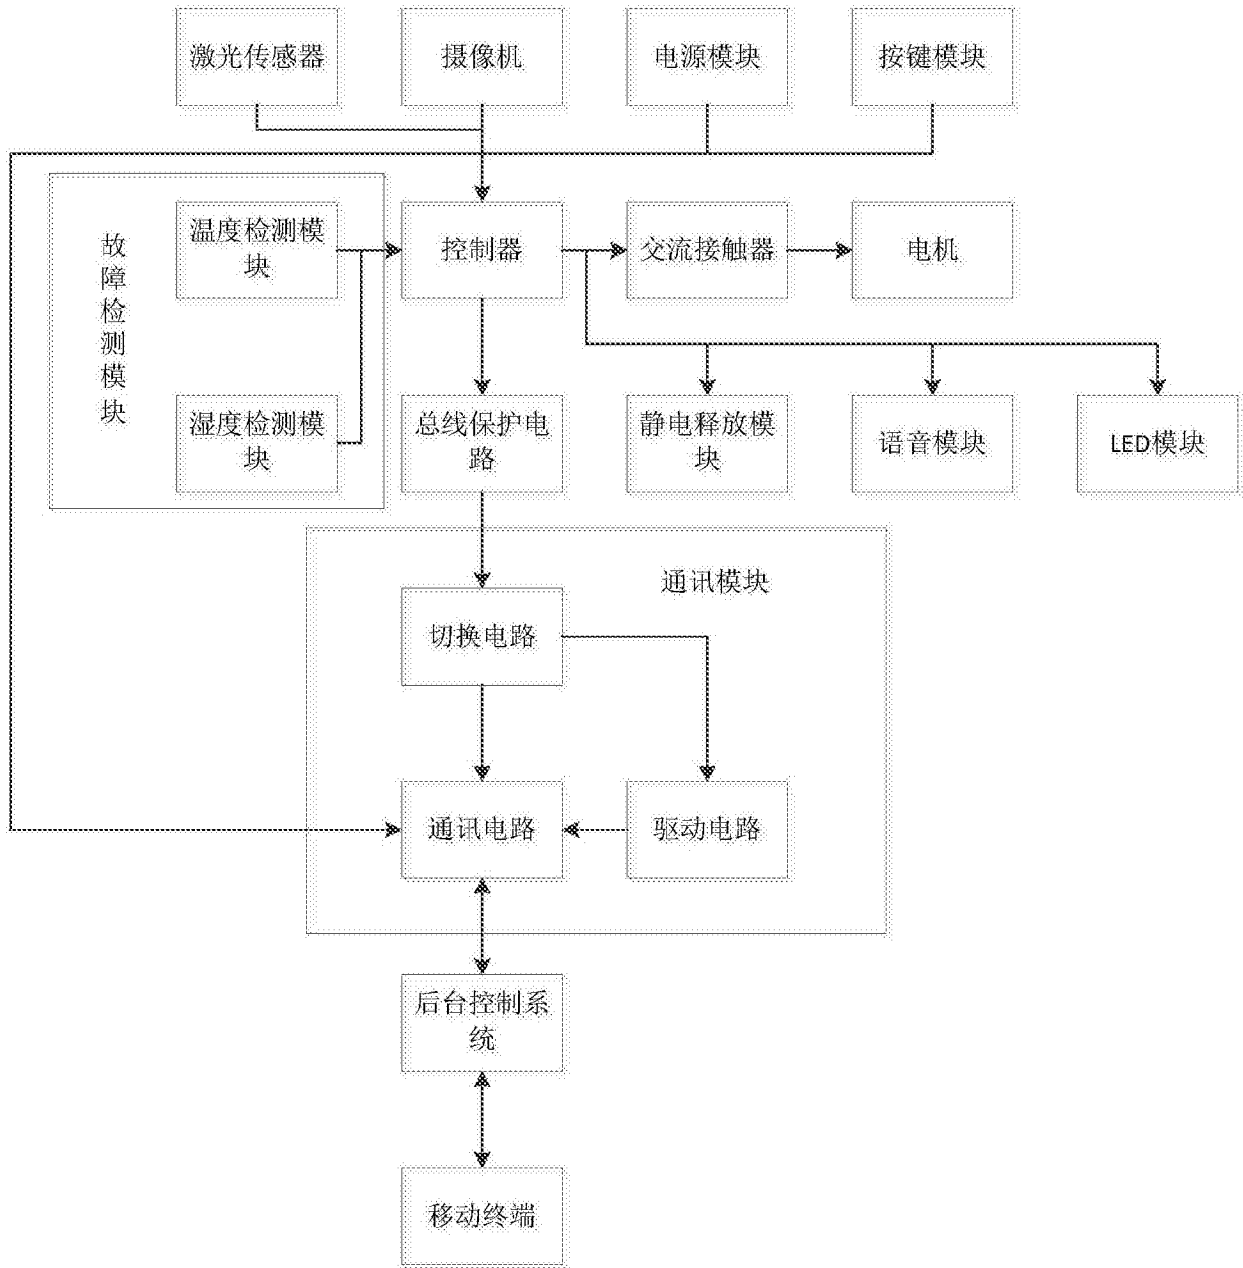 激光传感器
摄像机
电源模块
按键模块
故障检测模块
温度检测模
块
控制器
交流接触器
电机
湿度检测模
块
总线保护电
路
静电释放模
块
语音模块
LED模块
通讯模块
切换电路
通讯电路
驱动电路
后台控制系
统
移动终端